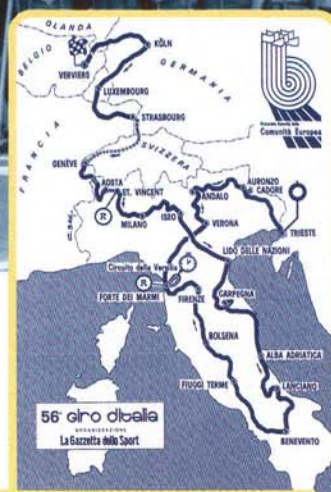 OLANDA
BELGIO
KÖLN
VERVIERS
GERMANIA
LUXEMBOURG
STRASBOURG
FRANCIA
SVIZZERA
Comunità Europea
GENÈVE
AOSTA
ST. VINCENT
R
MILANO
ISEO
ANDALO
AURONZO
CADORE
VERONA
TRIESTE
LIDO DELLE NAZIONI
Circuito della Versilia
R
FORTE DEI MARMI
FIRENZE
CARPEGNA
BOLSENA
ALBA ADRIATICA
FIUGGI TERME
LANCIANO
BENEVENTO
56° giro d'italia
ORGANIZZAZIONE
La Gazzetta dello Sport